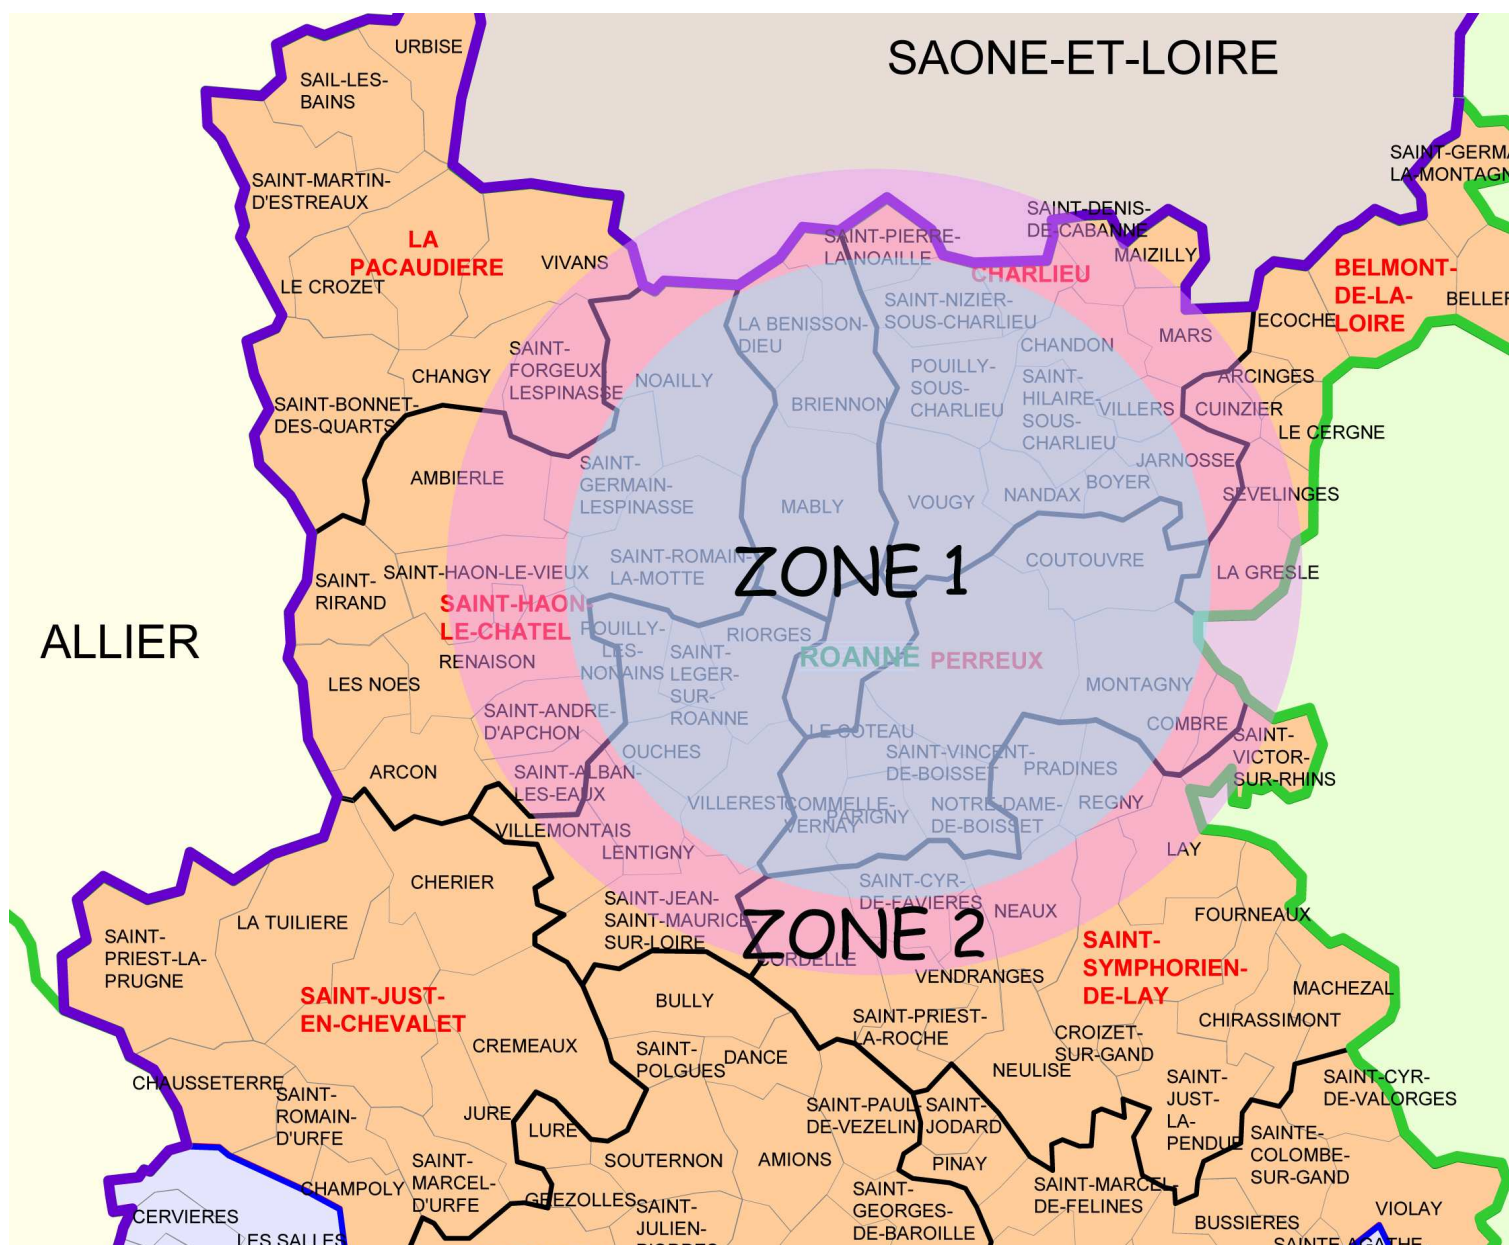 SAONE-ET-LOIRE
URBISE
SAIL-LES-
BAINS
SAINT-MARTIN-
D'ESTREAUX
LA
PACAUDIERE
LE CROZET
VIVANS
SAINT-GERMA
LA-MONTAGN
SAINT-DENIS-
DE-CABANNE
MAIZILLY
SAINT-PIERRE-
LA-NOAILLE
CHARLIEU
BELMONT-
DE-LA-
LOIRE
BELLER
ECOCHE
SAINT-NIZIER-
SOUS-CHARLIEU
LA BENISSON-
DIEU
MARS
CHANDON
SAINT-
FORGEUX-
LESPINASSE
CHANGY
NOAILLY
POUILLY-
SOUS-
CHARLIEU
SAINT-
HILAIRE-
SOUS-
CHARLIEU
ARCINGES
BRIENNON
VILLERS
CUINZIER
SAINT-BONNET-
DES-QUARTS
LE CERGNE
AMBIERLE
SAINT-
GERMAIN-
LESPINASSE
JARNOSSE
BOYER
NANDAX
SEVELINGES
MABLY
VOUGY
ZONE 1
SAINT-ROMAIN-
LA-MOTTE
COUTOUVRE
LA GRESLE
SAINT-
RIRAND
SAINT-HAON-LE-VIEUX
SAINT-HAON-
LE-CHATEL
ALLIER
POUILLY-
LES-
NONAINS
RIORGES
SAINT-
LEGER-
SUR-
ROANNE
ROANNE
PERREUX
RENAISON
LES NOES
MONTAGNY
SAINT-ANDRE-
D'APCHON
COMBRE
LE COTEAU
OUCHES
SAINT-VINCENT-
DE-BOISSET
PRADINES
SAINT-
VICTOR-
SUR-RHINS
ARCON
SAINT-ALBAN-
LES-EAUX
VILLEREST
COMMELLE-
VERNAY
PARIGNY
NOTRE-DAME-
DE-BOISSET
REGNY
VILLEMONTAIS
LENTIGNY
LAY
CHERIER
SAINT-CYR-
DE-FAVIERES
SAINT-JEAN-
SAINT-MAURICE-
SUR-LOIRE
ZONE 2
NEAUX
FOURNEAUX
LA TUILIERE
SAINT-
PRIEST-LA-
PRUGNE
CORDELLE
SAINT-
SYMPHORIEN-
DE-LAY
VENDRANGES
MACHEZAL
SAINT-JUST-
EN-CHEVALET
BULLY
SAINT-PRIEST-
LA-ROCHE
CHIRASSIMONT
CREMEAUX
CROIZET-
SUR-GAND
SAINT-
POLGUES
DANCE
NEULISE
CHAUSSETERRE
SAINT-
JUST-
LA-
PENDUE
SAINT-CYR-
DE-VALORGES
SAINT-
ROMAIN-
D'URFE
JURE
LURE
SAINT-PAUL-
DE-VEZELIN
SAINT-
JODARD
SAINTE-
COLOMBE-
SUR-GAND
SOUTERNON
AMIONS
PINAY
SAINT-
MARCEL-
D'URFE
CHAMPOLY
GREZOLLES
SAINT-
JULIEN-
SAINT-
GEORGES-
DE-BAROILLE
SAINT-MARCEL-
DE-FELINES
CERVIERES
LES SALLES
BUSSIERES
VIOLAY
SAINTE-AGATHE